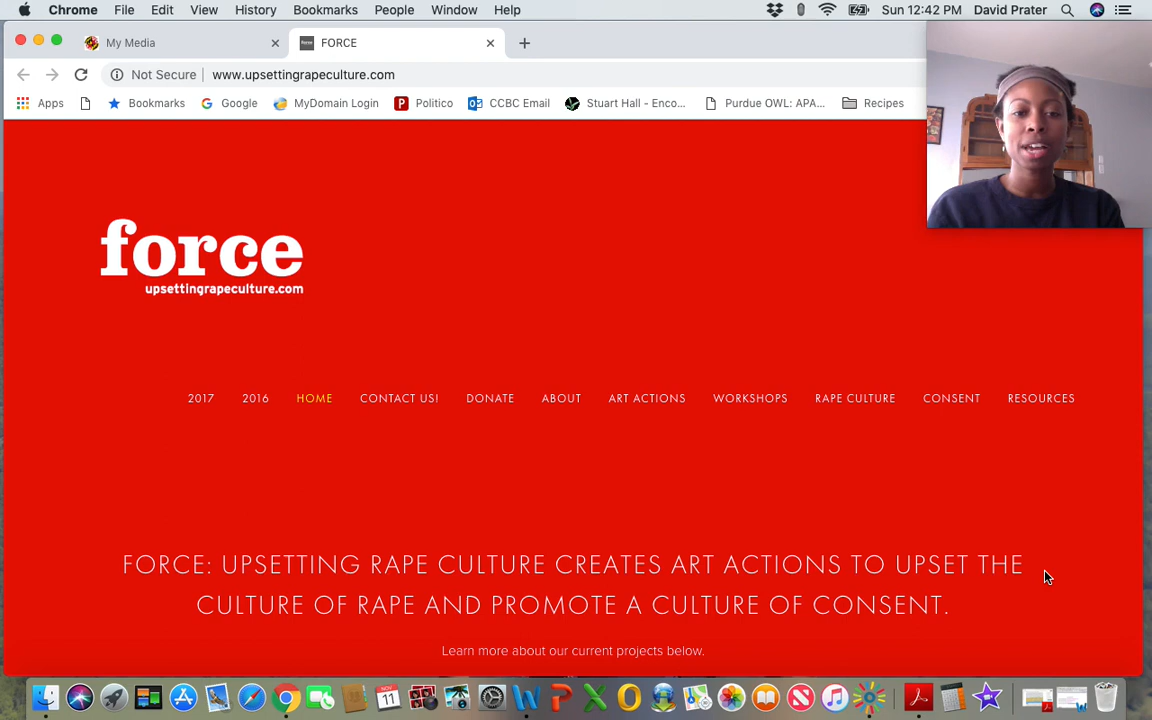 Chrome File Edit View History Bookmarks People Window Help Sun 12:42 PM David Prater
My Media FORCE
Not Secure www.upsettingrapeculture.com
Apps Bookmarks Google MyDomain Login Politico CCBC Email Stuart Hall - Enco... Purdue OWL: APA... Recipes
force
upsettingrapeculture.com
2017 2016 HOME CONTACT US! DONATE ABOUT ART ACTIONS WORKSHOPS RAPE CULTURE CONSENT RESOURCES
FORCE: UPSETTING RAPE CULTURE CREATES ART ACTIONS TO UPSET THE
CULTURE OF RAPE AND PROMOTE A CULTURE OF CONSENT.
Learn more about our current projects below.